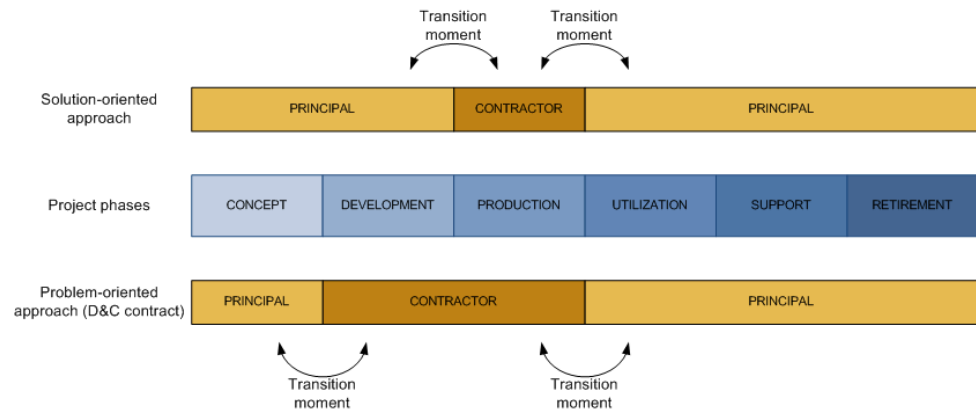 Transition
moment
Transition
moment
Solution-oriented
approach
PRINCIPAL
CONTRACTOR
PRINCIPAL
Project phases
CONCEPT
DEVELOPMENT
PRODUCTION
UTILIZATION
SUPPORT
RETIREMENT
Problem-oriented
approach (D&C contract)
PRINCIPAL
CONTRACTOR
PRINCIPAL
Transition
moment
Transition
moment